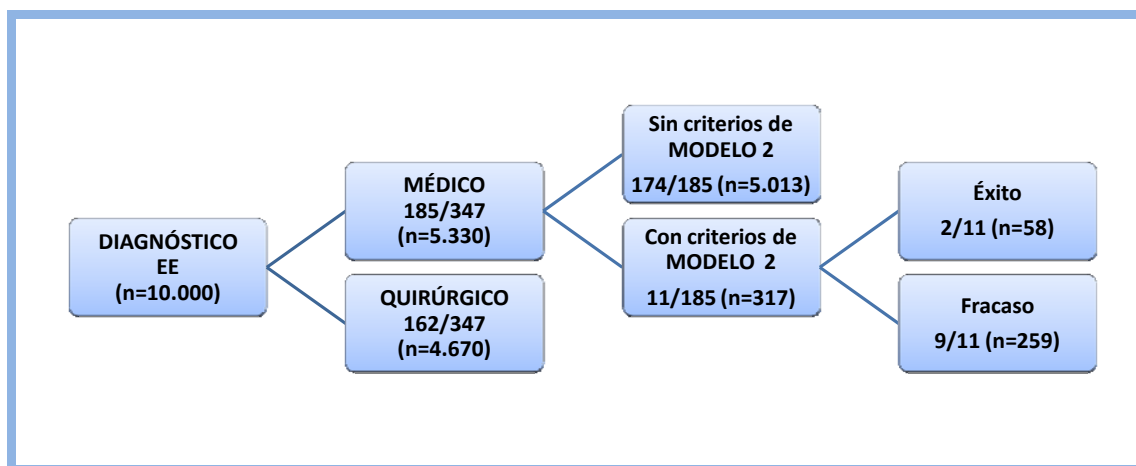 DIAGNÓSTICO
EE
(n=10.000)
MÉDICO
185/347
(n=5.330)
QUIRÚRGICO
162/347
(n=4.670)
Sin criterios de
MODELO 2
174/185 (n=5.013)
Con criterios de
MODELO 2
11/185 (n=317)
Éxito
2/11 (n=58)
Fracaso
9/11 (n=259)